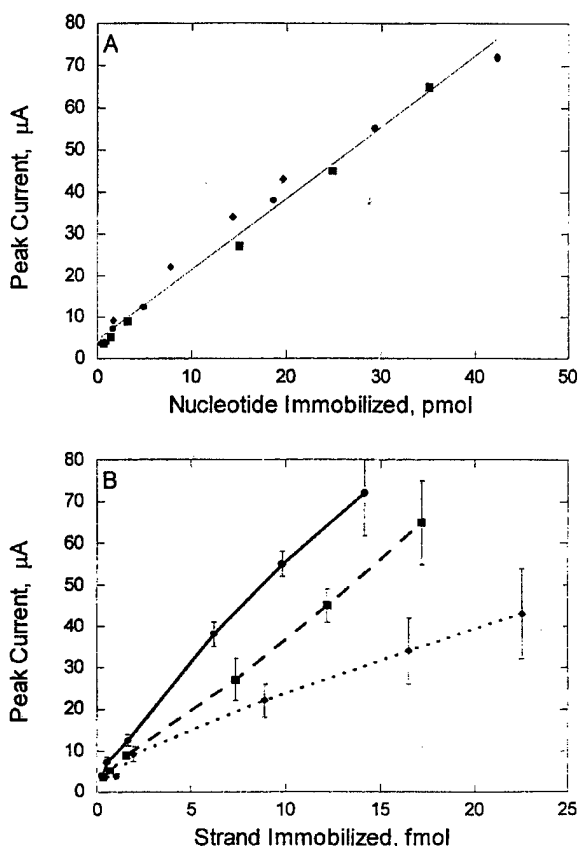 A
80
70
60
50
40
30
20
10
0
Peak Current, μA
0 10 20 30 40 50
Nucleotide Immobilized, pmol
B
80
70
60
50
40
30
20
10
0
Peak Current, μA
0 5 10 15 20 25
Strand Immobilized, fmol